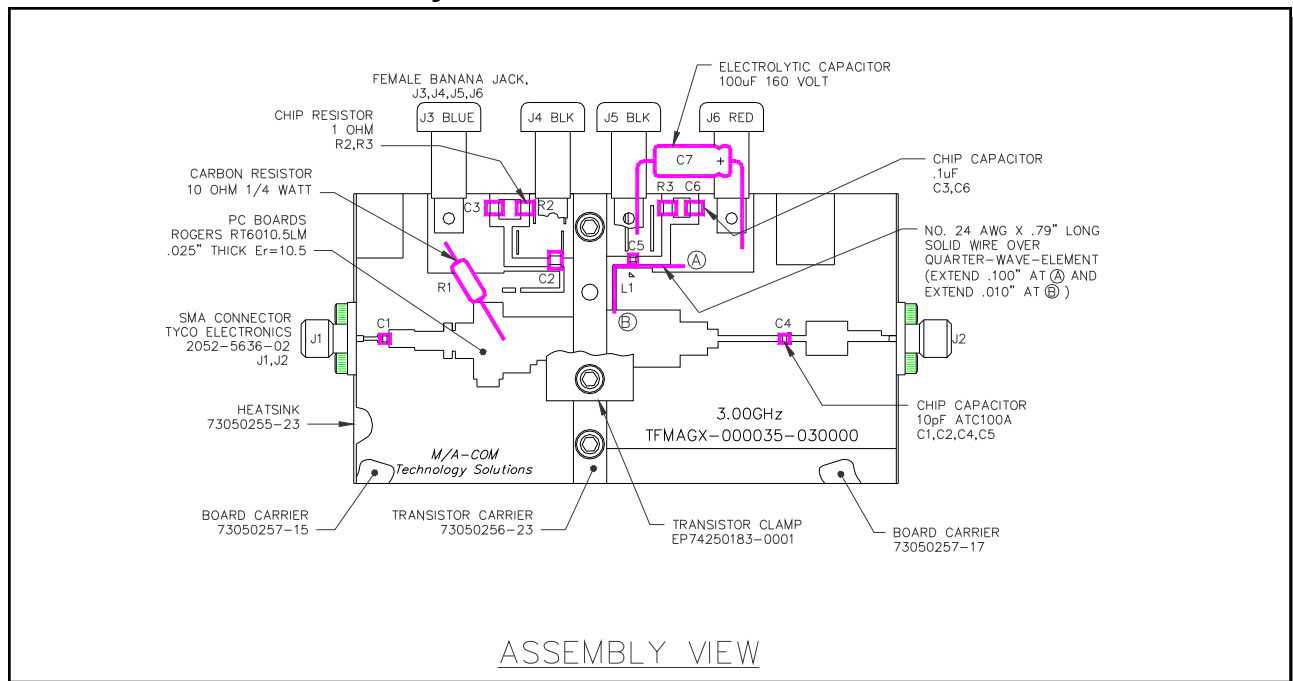 ELECTROLYTIC CAPACITOR
100uF 160 VOLT
FEMALE BANANA JACK,
J3,J4,J5,J6
J3 BLUE
J4 BLK
J5 BLK
J6 RED
CHIP RESISTOR
1 OHM
R2,R3
C7
+
CHIP CAPACITOR
.1uF
C3,C6
CARBON RESISTOR
10 OHM 1/4 WATT
C3
R2
R3
C6
PC BOARDS
ROGERS RT6010.5LM
.025" THICK Er=10.5
NO. 24 AWG X .79" LONG
SOLID WIRE OVER
QUARTER-WAVE-ELEMENT
(EXTEND .100" AT Ⓐ AND
EXTEND .010" AT Ⓑ )
C5
A
C2
R1
L1
B
SMA CONNECTOR
TYCO ELECTRONICS
2052-5636-02
J1,J2
J1
C1
C4
J2
HEATSINK
73050255-23
3.00GHz
TFMAGX-000035-030000
CHIP CAPACITOR
10pF ATC100A
C1,C2,C4,C5
M/A-COM
Technology Solutions
BOARD CARRIER
73050257-15
TRANSISTOR CARRIER
73050256-23
TRANSISTOR CLAMP
EP74250183-0001
BOARD CARRIER
73050257-17
ASSEMBLY VIEW